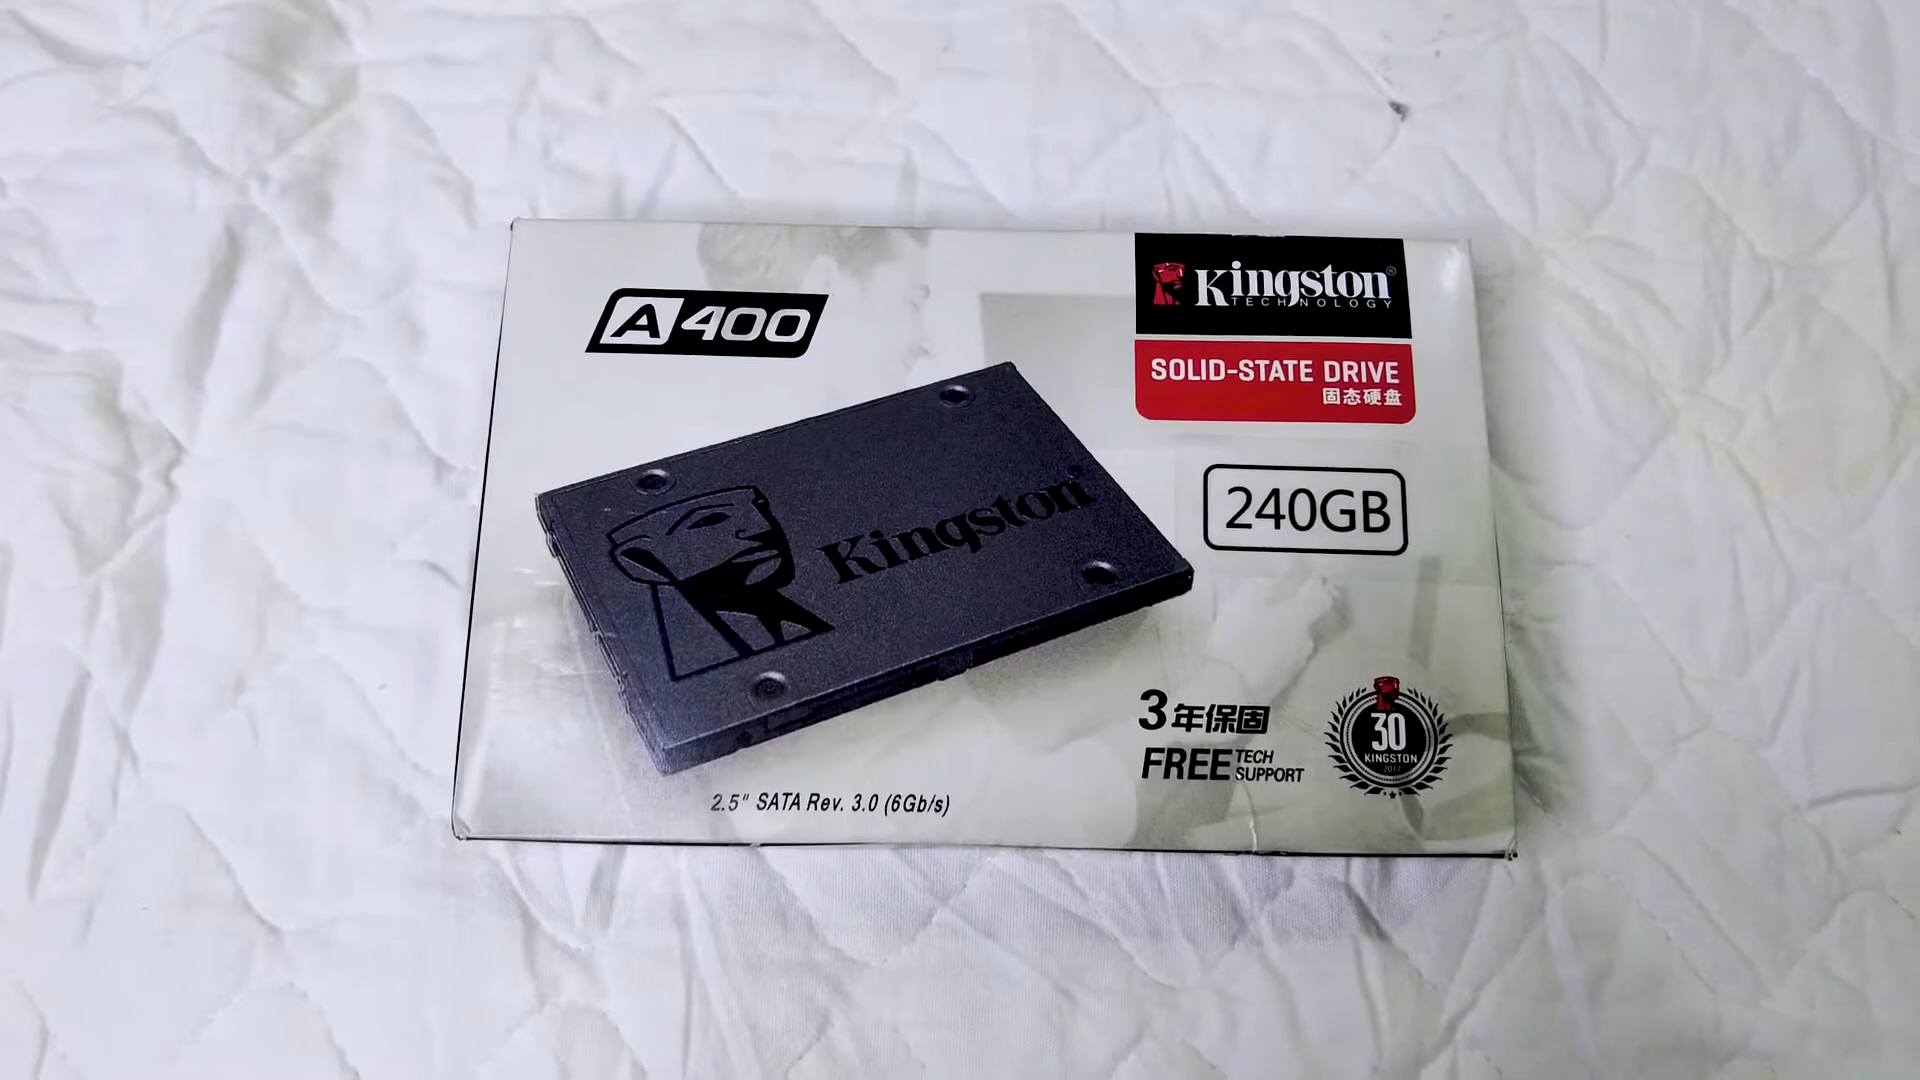 A400
Kingston®
TECHNOLOGY
SOLID-STATE DRIVE
固态硬盘
Kingston
240GB
3年保固
FREE TECH SUPPORT
30
KINGSTON
2017
2.5" SATA Rev. 3.0 (6Gb/s)